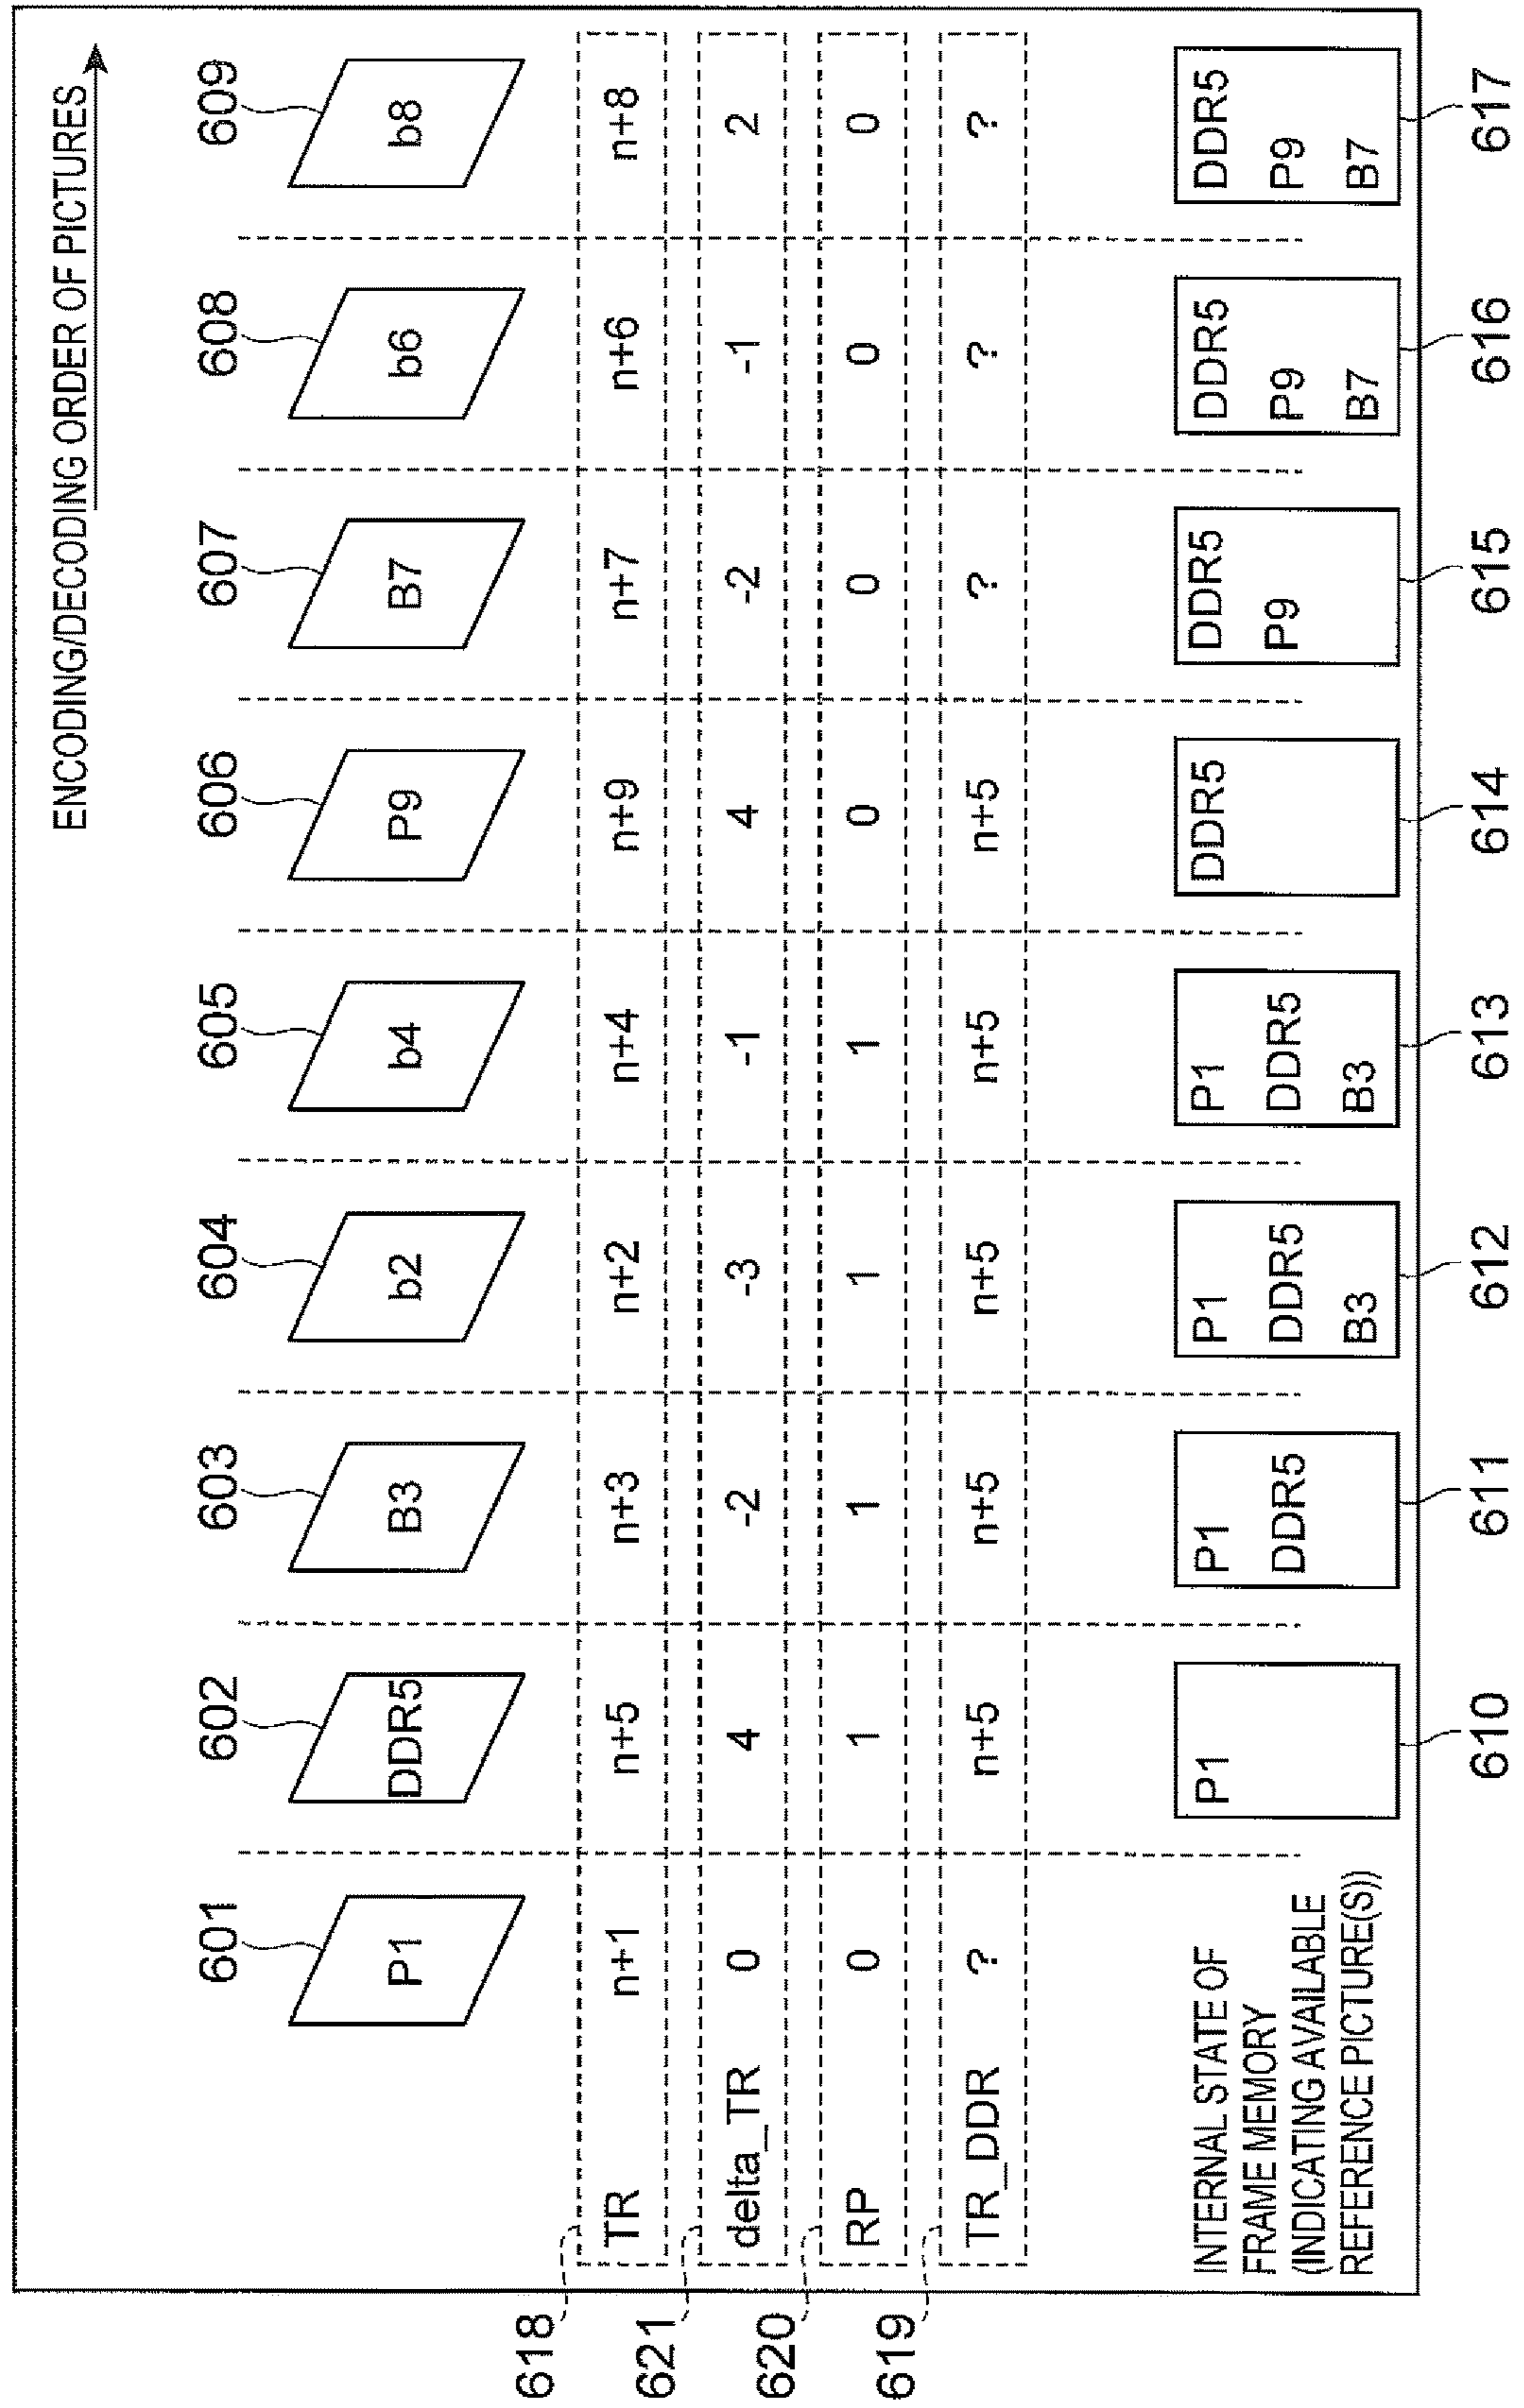 ENCODING/DECODING ORDER OF PICTURES
601 602 603 604 605 606 607 608 609
P1 DDR5 B3 b2 b4 P9 B7 b6 b8
618 TR n+1 n+5 n+3 n+2 n+4 n+9 n+7 n+6 n+8
621 delta_TR 0 4 -2 -3 -1 4 -2 -1 2
620 RP 0 1 1 1 1 0 0 0 0
619 TR_DDR ? n+5 n+5 n+5 n+5 n+5 ? ? ?
INTERNAL STATE OF
FRAME MEMORY
(INDICATING AVAILABLE
REFERENCE PICTURE(S))
P1 P1 P1 P1 DDR5 DDR5 DDR5 DDR5
DDR5 DDR5 DDR5 P9 P9 P9
B3 B3 B7 B7
610 611 612 613 614 615 616 617